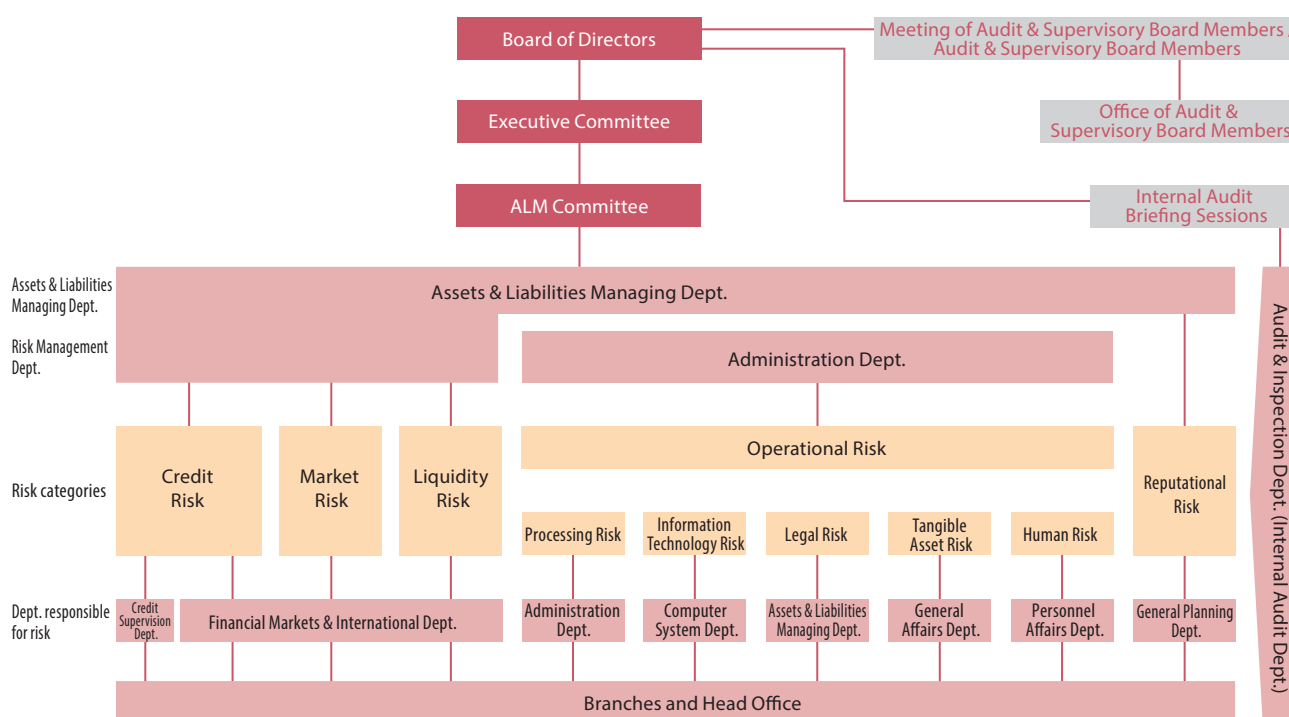 Board of Directors
Meeting of Audit & Supervisory Board Members /
Audit & Supervisory Board Members
Executive Committee
Office of Audit &
Supervisory Board Members
ALM Committee
Internal Audit
Briefing Sessions
Assets & Liabilities
Managing Dept.
Assets & Liabilities Managing Dept.
Risk Management
Dept.
Administration Dept.
Audit & Inspection Dept. (Internal Audit Dept.)
Risk categories
Credit
Risk
Market
Risk
Liquidity
Risk
Operational Risk
Reputational
Risk
Processing Risk
Information
Technology Risk
Legal Risk
Tangible
Asset Risk
Human Risk
Dept. responsible
for risk
Credit
Supervision
Dept.
Financial Markets & International Dept.
Administration
Dept.
Computer
System Dept.
Assets & Liabilities
Managing Dept.
General
Affairs Dept.
Personnel
Affairs Dept.
General Planning
Dept.
Branches and Head Office